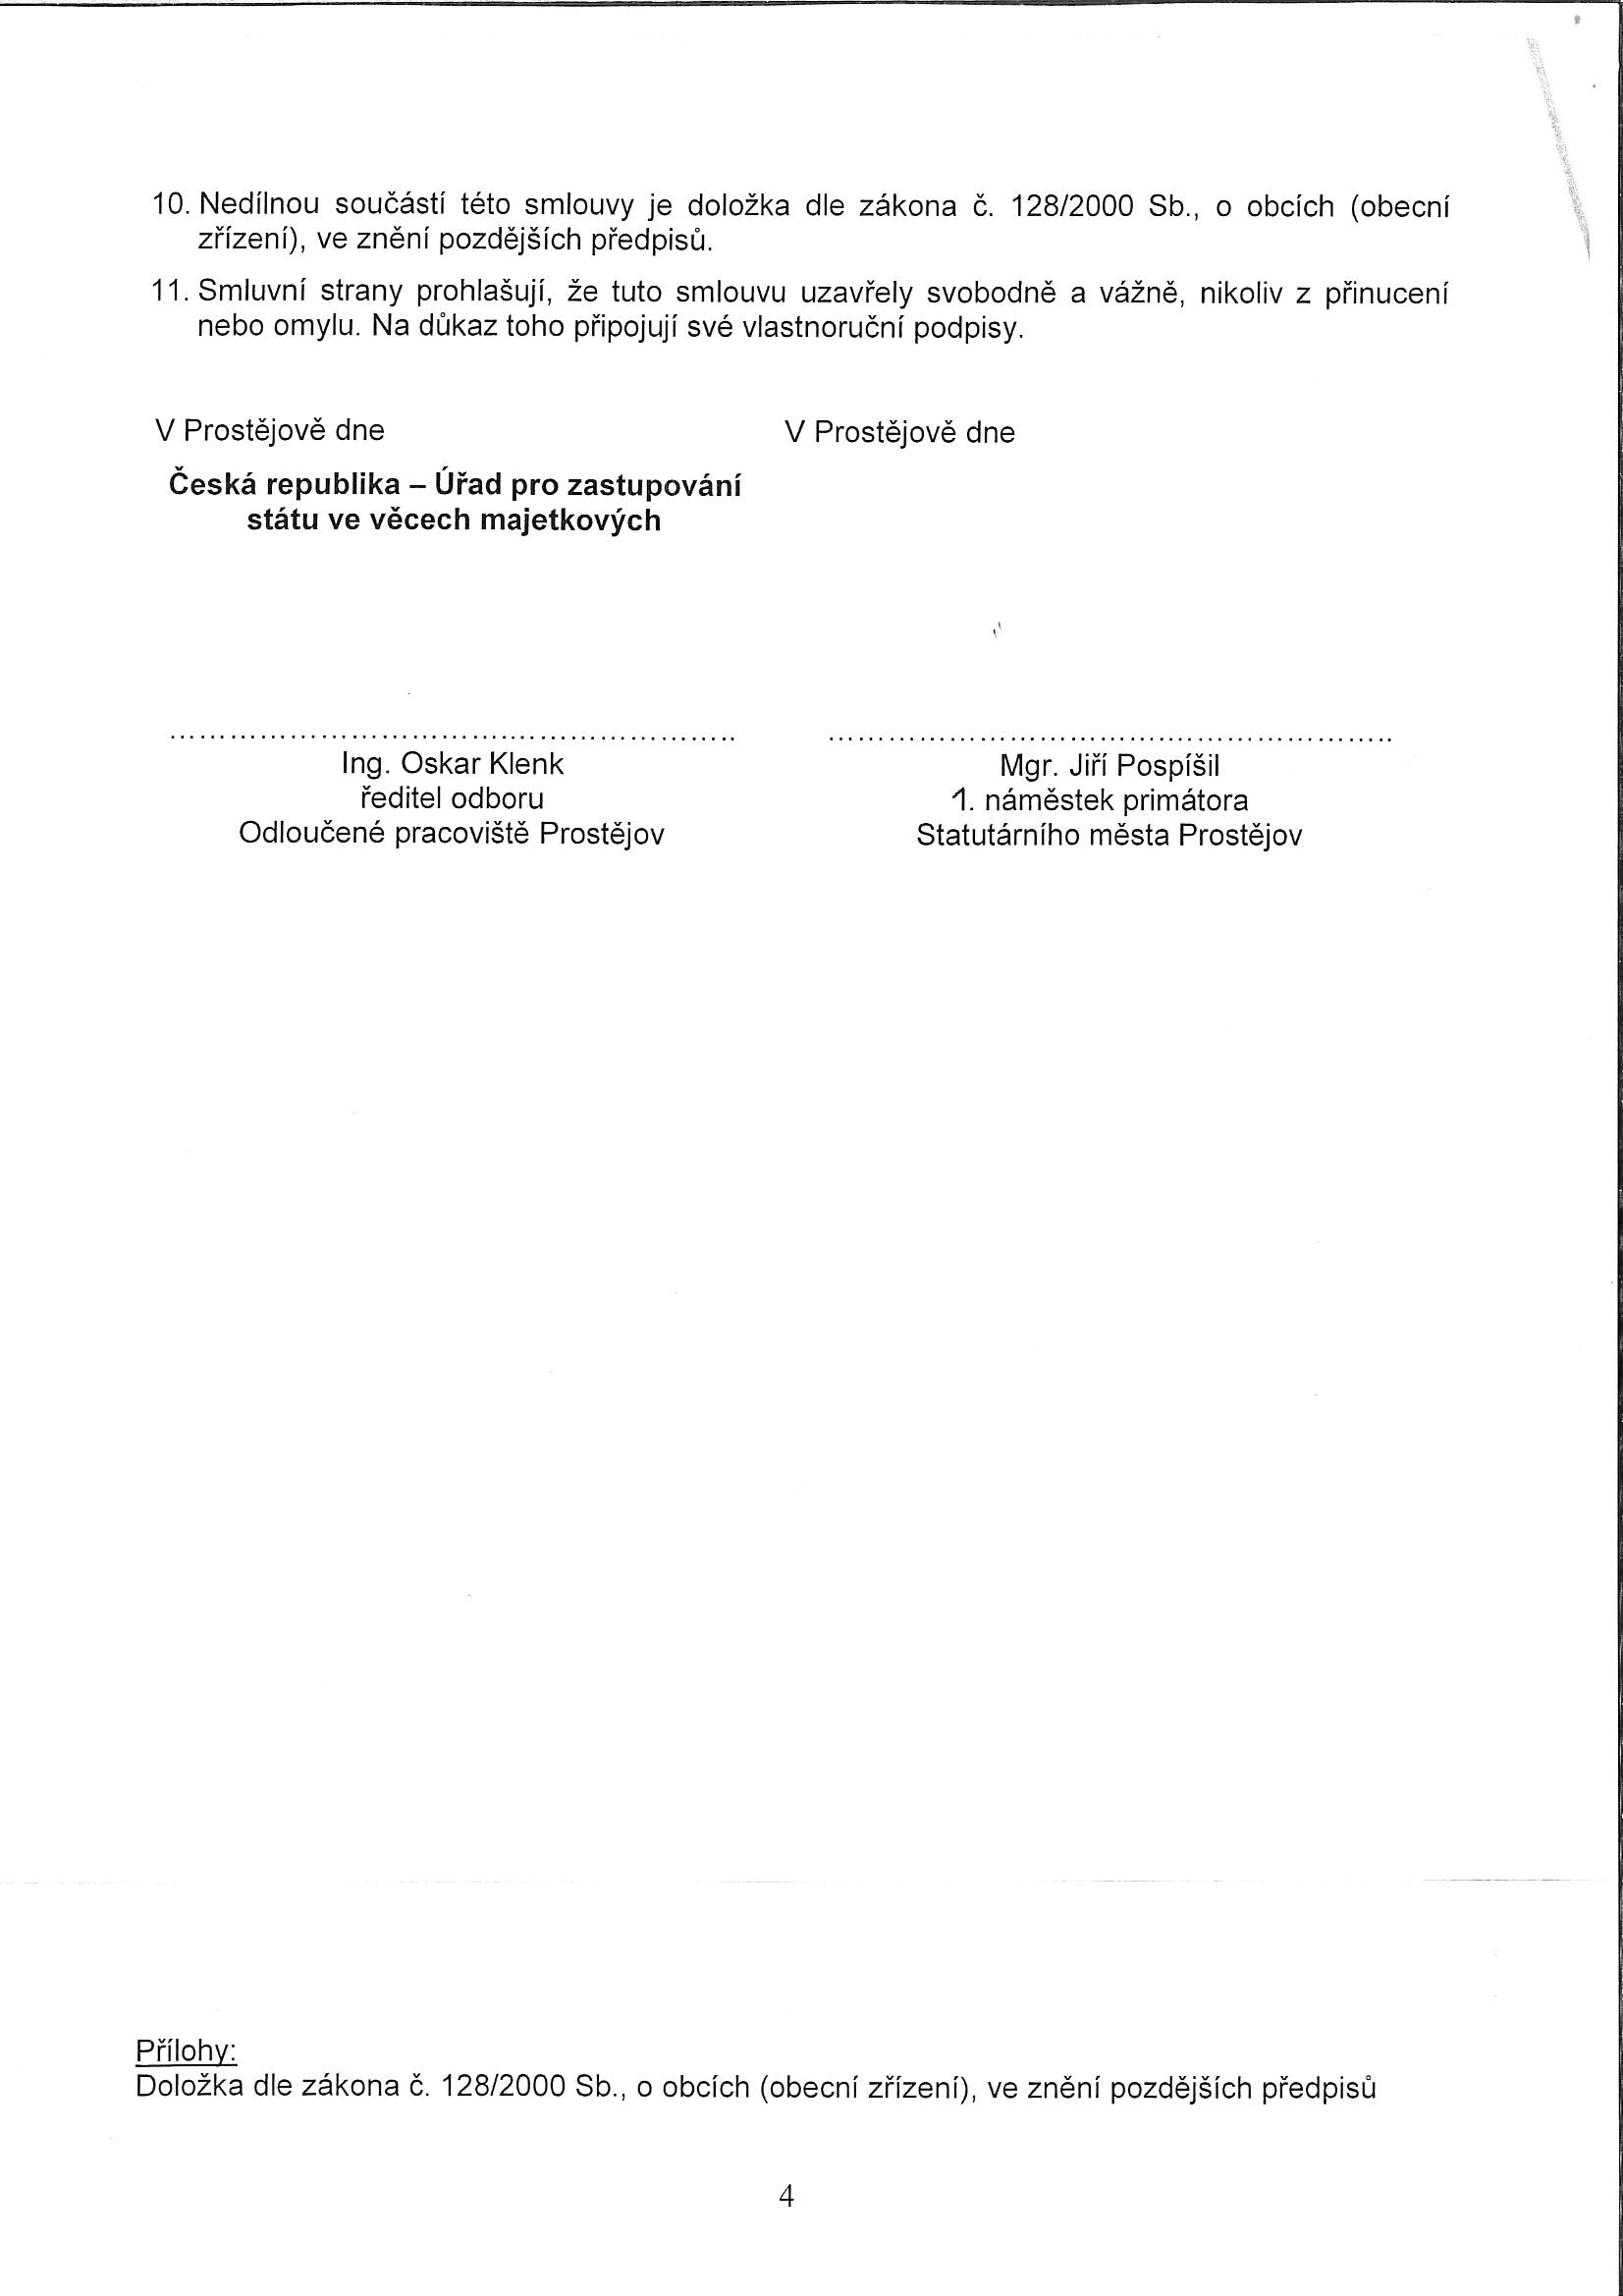 10. Nedílnou součástí této smlouvy je doložka dle zákona č. 128/2000 Sb., o obcích (obecní
zřízení), ve znění pozdějších předpisů.
11. Smluvní strany prohlašují, že tuto smlouvu uzavřely svobodně a vážně, nikoliv z přinucení
nebo omylu. Na důkaz toho připojují své vlastnoruční podpisy.
V Prostějově dne
V Prostějově dne
Česká republika – Úřad pro zastupování
státu ve věcech majetkových
Ing. Oskar Klenk
ředitel odboru
Odloučené pracoviště Prostějov
Mgr. Jiří Pospíšil
1. náměstek primátora
Statutárního města Prostějov
Přílohy:
Doložka dle zákona č. 128/2000 Sb., o obcích (obecní zřízení), ve znění pozdějších předpisů
4